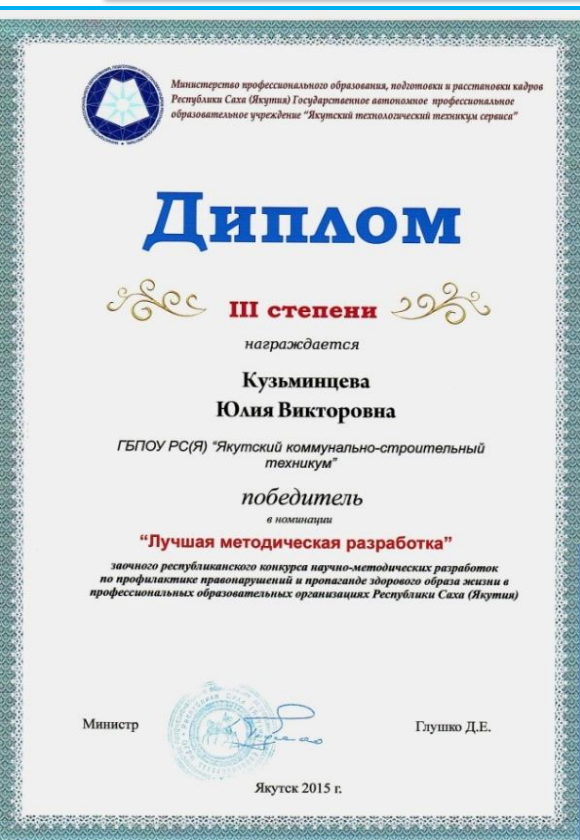 Министерство профессионального образования, подготовки и расстановки кадров
Республики Саха (Якутия) Государственное автономное профессиональное
образовательное учреждение "Якутский технологический техникум сервиса"
Диплом
III степени
награждается
Кузьминцева
Юлия Викторовна
ГБПОУ РС(Я) "Якутский коммунально-строительный
техникум"
победитель
в номинации
"Лучшая методическая разработка"
заочного республиканского конкурса научно-методических разработок
по профилактике правонарушений и пропаганде здорового образа жизни в
профессиональных образовательных организациях Республики Саха (Якутия)
Министр
Глушко Д.Е.
Якутск 2015 г.